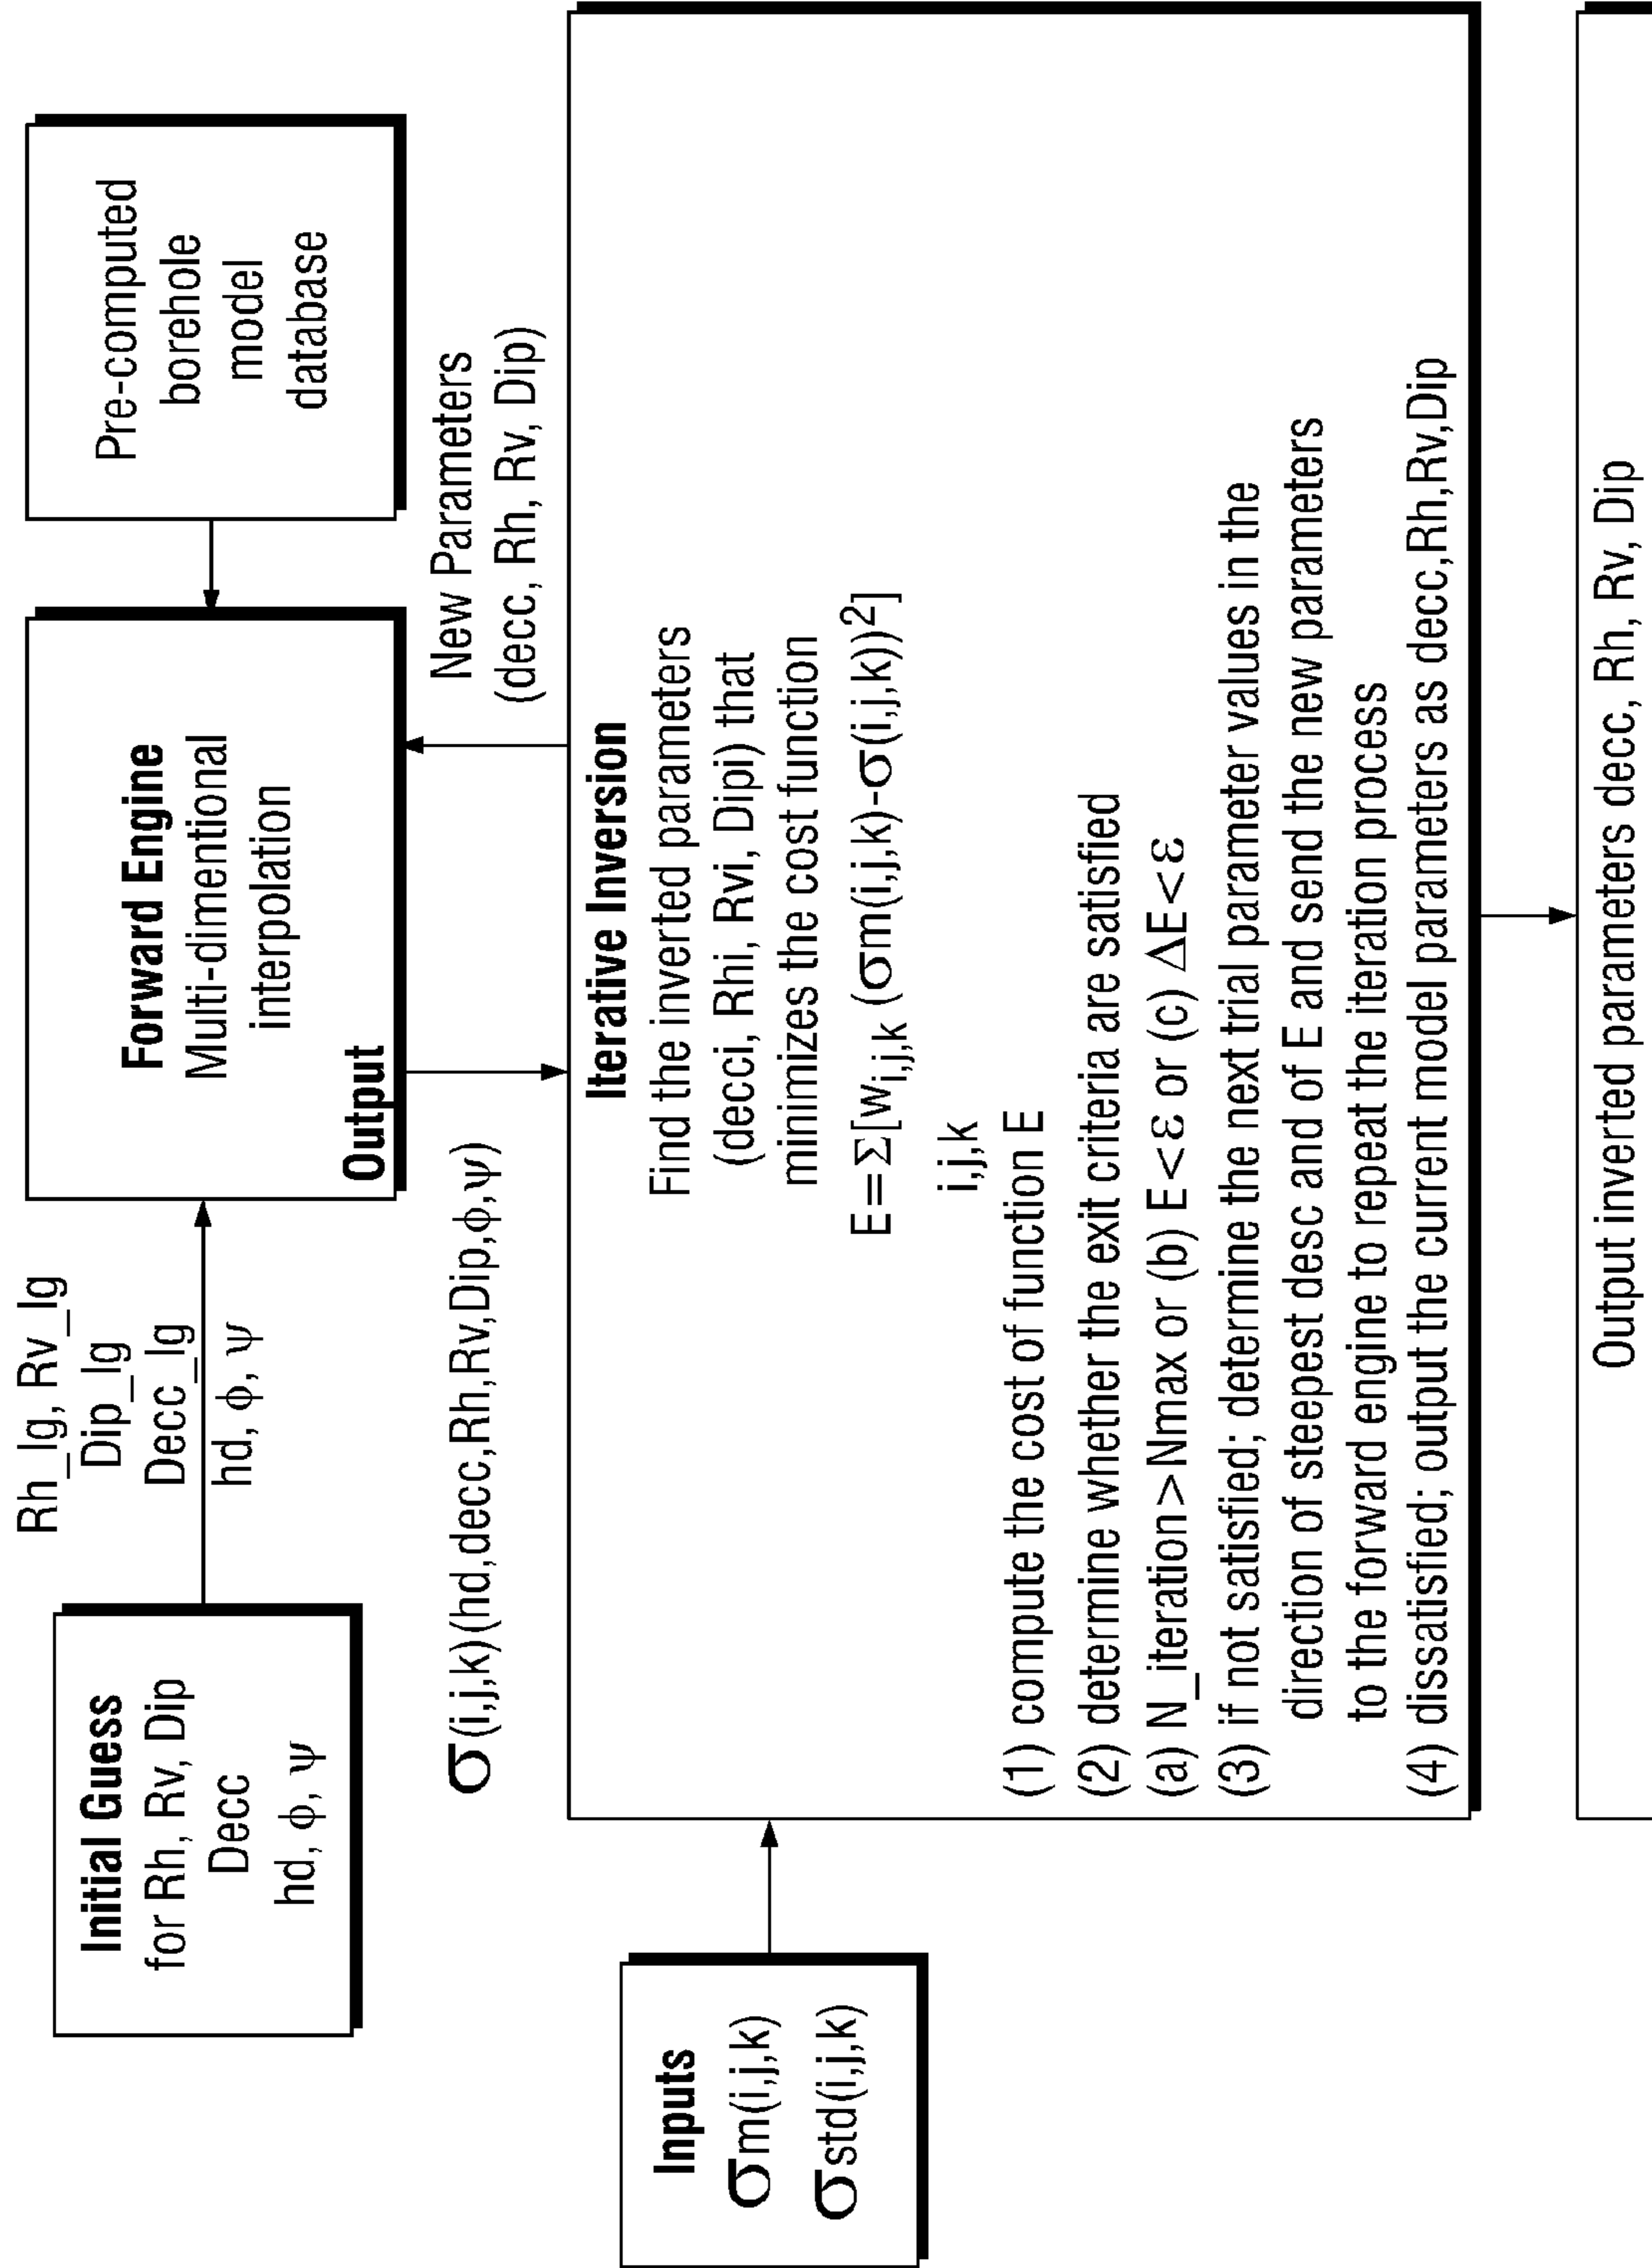 Initial Guess
for Rh, Rv, Dip
Decc
hd, ϕ, ψ
Rh_Ig, Rv_Ig
Dip_Ig
Decc_Ig
hd, ϕ, ψ
Forward Engine
Multi-dimentional
interpolation
Output
Pre-computed
borehole
model
database
σ(i,j,k)(hd,decc,Rh,Rv,Dip,ϕ,ψ)
New Parameters
(decc, Rh, Rv, Dip)
Inputs
σm(i,j,k)
σstd(i,j,k)
Iterative Inversion
Find the inverted parameters
(decci, Rhi, Rvi, Dipi) that
minimizes the cost function
E=Σ[w_{i,j,k} (σm(i,j,k)-σ(i,j,k))²]
i,j,k
(1) compute the cost of function E
(2) determine whether the exit criteria are satisfied
(a) N_iteration>Nmax or (b) E<ε or (c) ΔE<ε
(3) if not satisfied; determine the next trial parameter values in the
direction of steepest desc and of E and send the new parameters
to the forward engine to repeat the iteration process
(4) dissatisfied; output the current model parameters as decc,Rh,Rv,Dip
Output inverted parameters decc, Rh, Rv, Dip